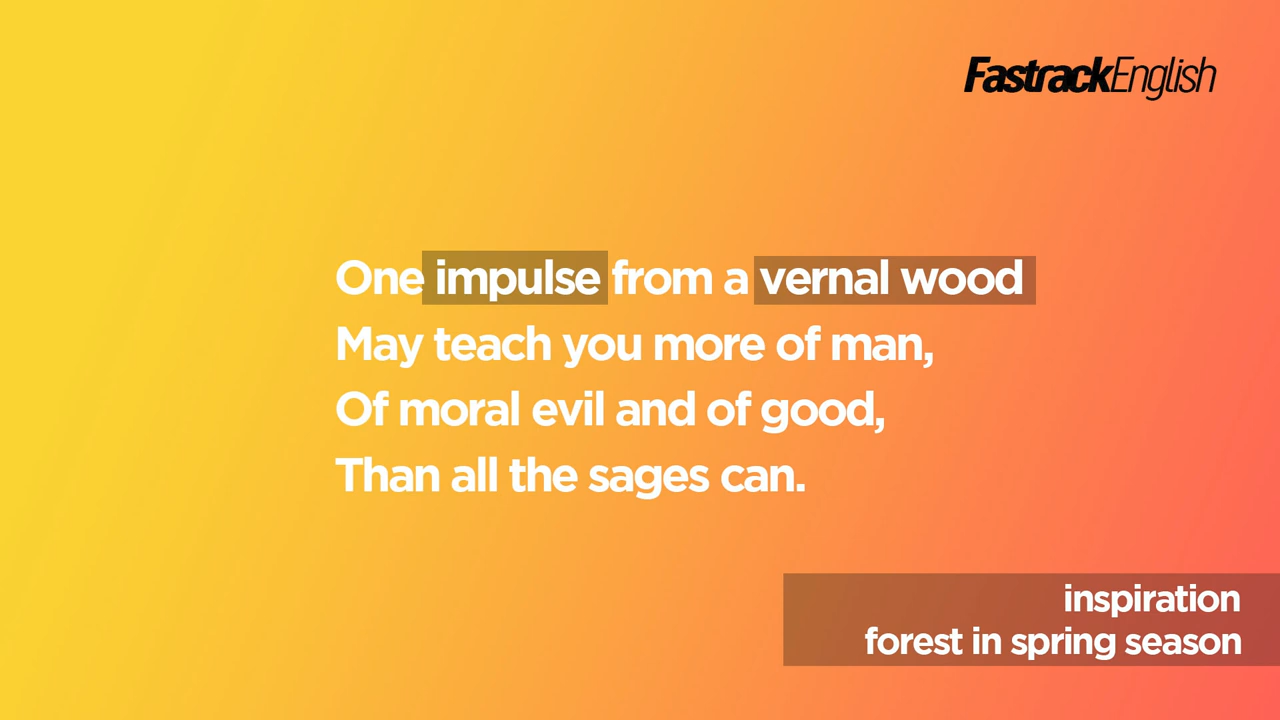 FastrackEnglish
One impulse from a vernal wood
May teach you more of man,
Of moral evil and of good,
Than all the sages can.
inspiration
forest in spring season